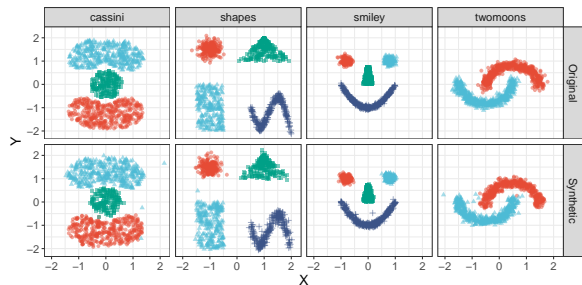 cassini shapes smiley twomoons
2
1
0
−1
−2
Original
2
1
0
−1
−2
Synthetic
Y
−2 −1 0 1 2 −2 −1 0 1 2 −2 −1 0 1 2 −2 −1 0 1 2
X